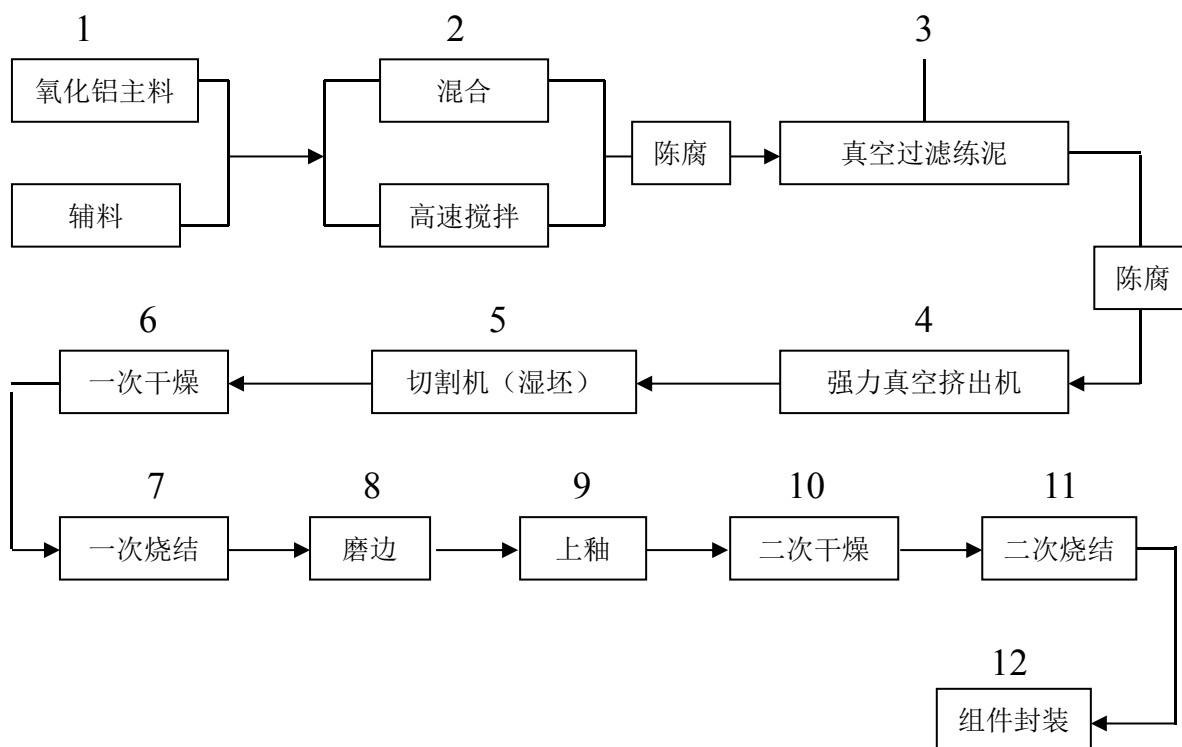 1
2
3
氧化铝主料
混合
陈腐
真空过滤练泥
辅料
高速搅拌
陈腐
6
5
4
一次干燥
切割机（湿坯）
强力真空挤出机
7
8
9
10
11
一次烧结
磨边
上釉
二次干燥
二次烧结
12
组件封装